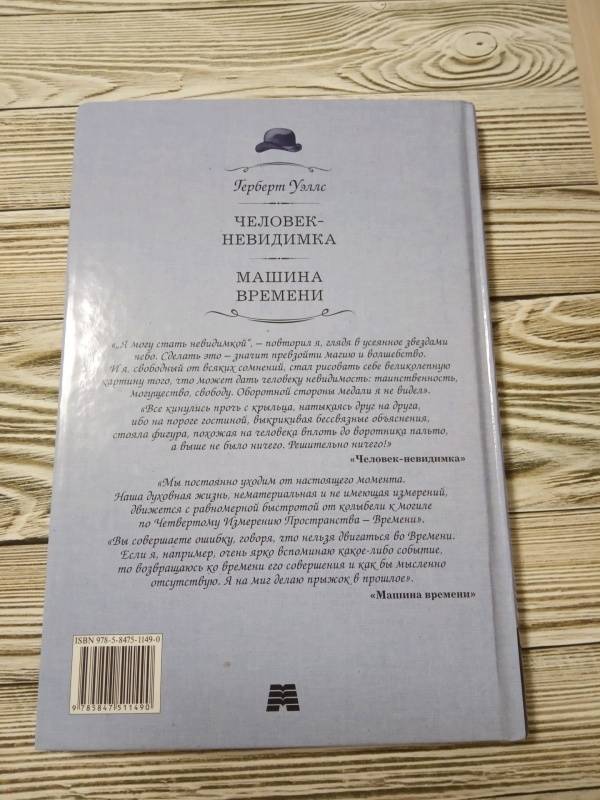 Герберт Уэллс
ЧЕЛОВЕК-
НЕВИДИМКА
МАШИНА
ВРЕМЕНИ
«„Я могу стать невидимкой“, – повторил я, глядя в усеянное звездами
небо. Сделать это – значит превзойти магию и волшебство.
И я, свободный от всяких сомнений, стал рисовать себе великолепную
картину того, что может дать человеку невидимость: таинственность,
могущество, свободу. Оборотной стороны медали я не видел».
«Все кинулись прочь с крыльца, натыкаясь друг на друга,
ибо на пороге гостиной, выкрикивая бессвязные объяснения,
стояла фигура, похожая на человека вплоть до воротника пальто,
а выше не было ничего. Решительно ничего!»
«Человек-невидимка»
«Мы постоянно уходим от настоящего момента.
Наша духовная жизнь, нематериальная и не имеющая измерений,
движется с равномерной быстротой от колыбели к могиле
по Четвертому Измерению Пространства – Времени».
«Вы совершаете ошибку, говоря, что нельзя двигаться во Времени.
Если я, например, очень ярко вспоминаю какое-либо событие,
то возвращаюсь ко времени его совершения и как бы мысленно
отсутствую. Я на миг делаю прыжок в прошлое».
«Машина времени»
ISBN 978-5-8475-1149-0
9 785847 511490